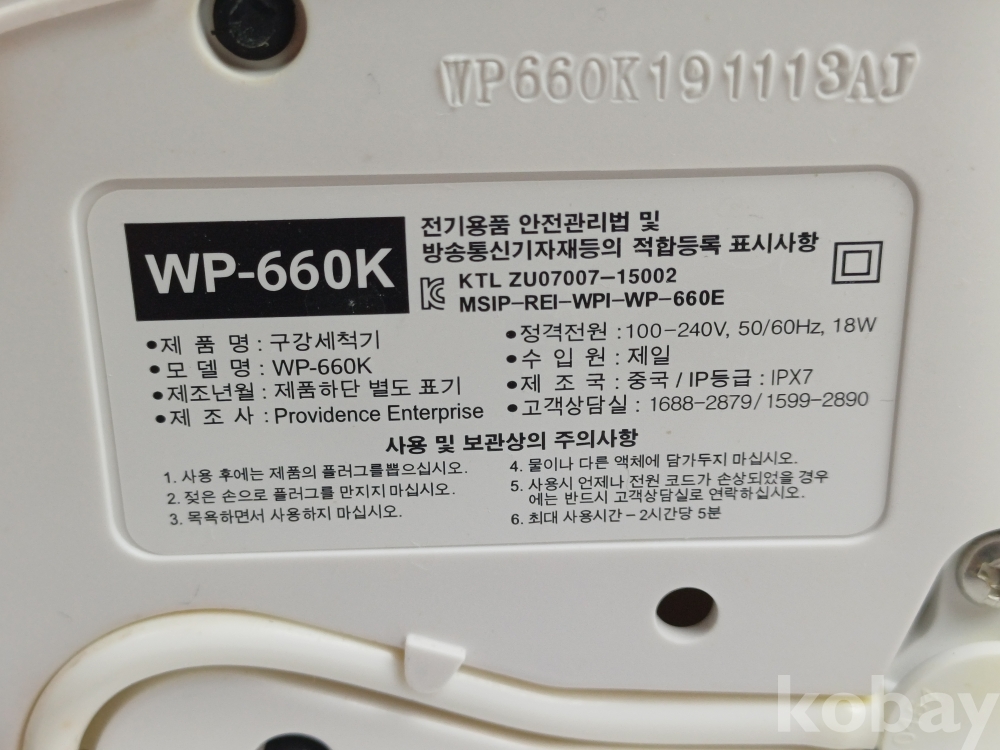 WP660K191113AJ
WP-660K
전기용품 안전관리법 및
방송통신기자재등의 적합등록 표시사항
KTL ZU07007-15002
MSIP-REI-WPI-WP-660E
•제 품 명 : 구강세척기
•모 델 명 : WP-660K
•제조년월 : 제품하단 별도 표기
•제 조 사 : Providence Enterprise
•정격전원 : 100-240V, 50/60Hz, 18W
•수 입 원 : 제일
•제 조 국 : 중국 / IP등급 : IPX7
•고객상담실 : 1688-2879/1599-2890
사용 및 보관상의 주의사항
1. 사용 후에는 제품의 플러그를뽑으십시오.
2. 젖은 손으로 플러그를 만지지 마십시오.
3. 목욕하면서 사용하지 마십시오.
4. 물이나 다른 액체에 담가두지 마십시오.
5. 사용시 언제나 전원 코드가 손상되었을 경우
에는 반드시 고객상담실로 연락하십시오.
6. 최대 사용시간 – 2시간당 5분
kobay